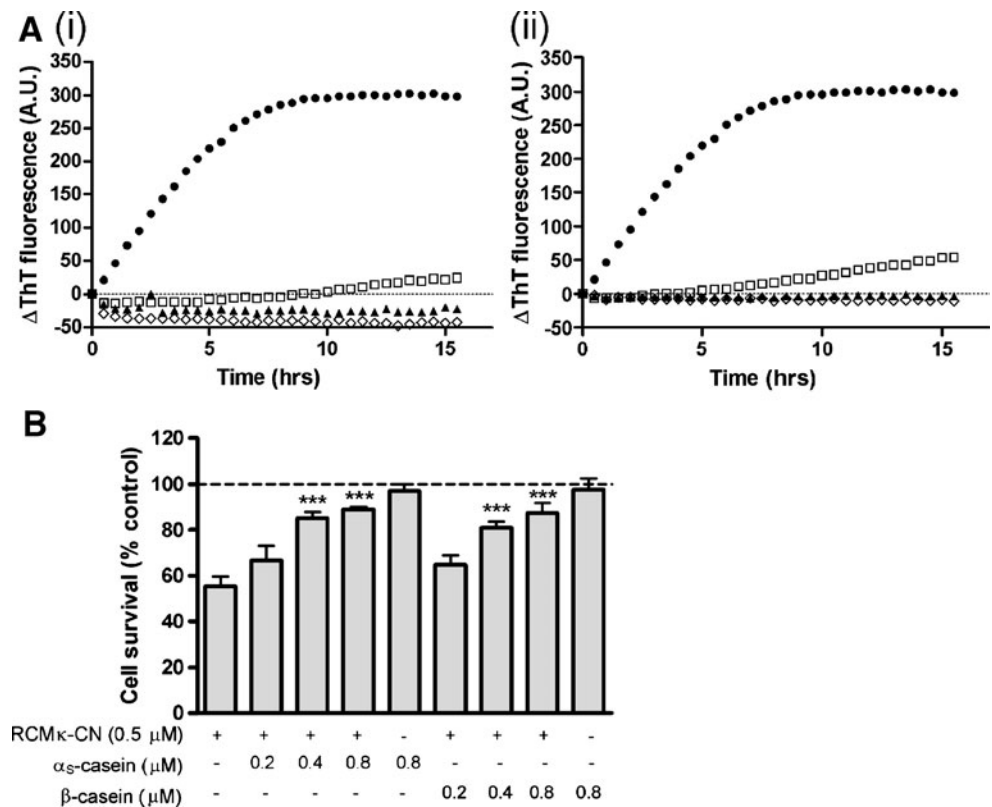 A (i)
(ii)
350
300
250
200
150
100
50
0
-50
Δ ThT fluorescence (A.U.)
0 5 10 15
Time (hrs)
350
300
250
200
150
100
50
0
-50
Δ ThT fluorescence (A.U.)
0 5 10 15
Time (hrs)
B
120
100
80
60
40
20
0
Cell survival (% control)
*** *** *** ***
RCMκ-CN (0.5 μM) + + + + - + + + -
αS-casein (μM) - 0.2 0.4 0.8 0.8 - - - -
β-casein (μM) - - - - - 0.2 0.4 0.8 0.8